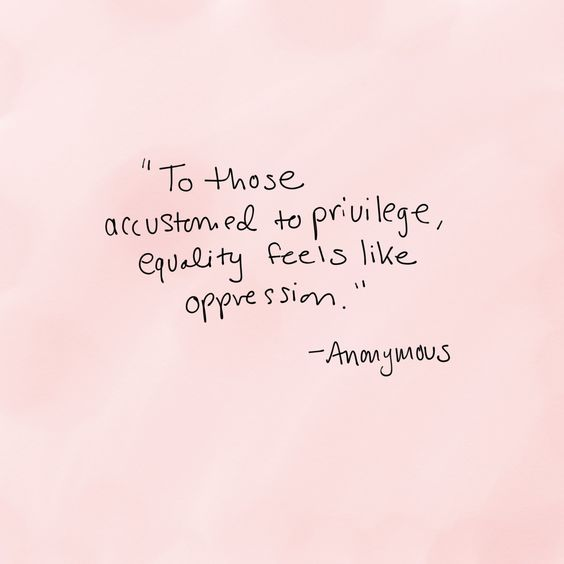 "To those
accustomed to privilege,
equality feels like
oppression."
-Anonymous